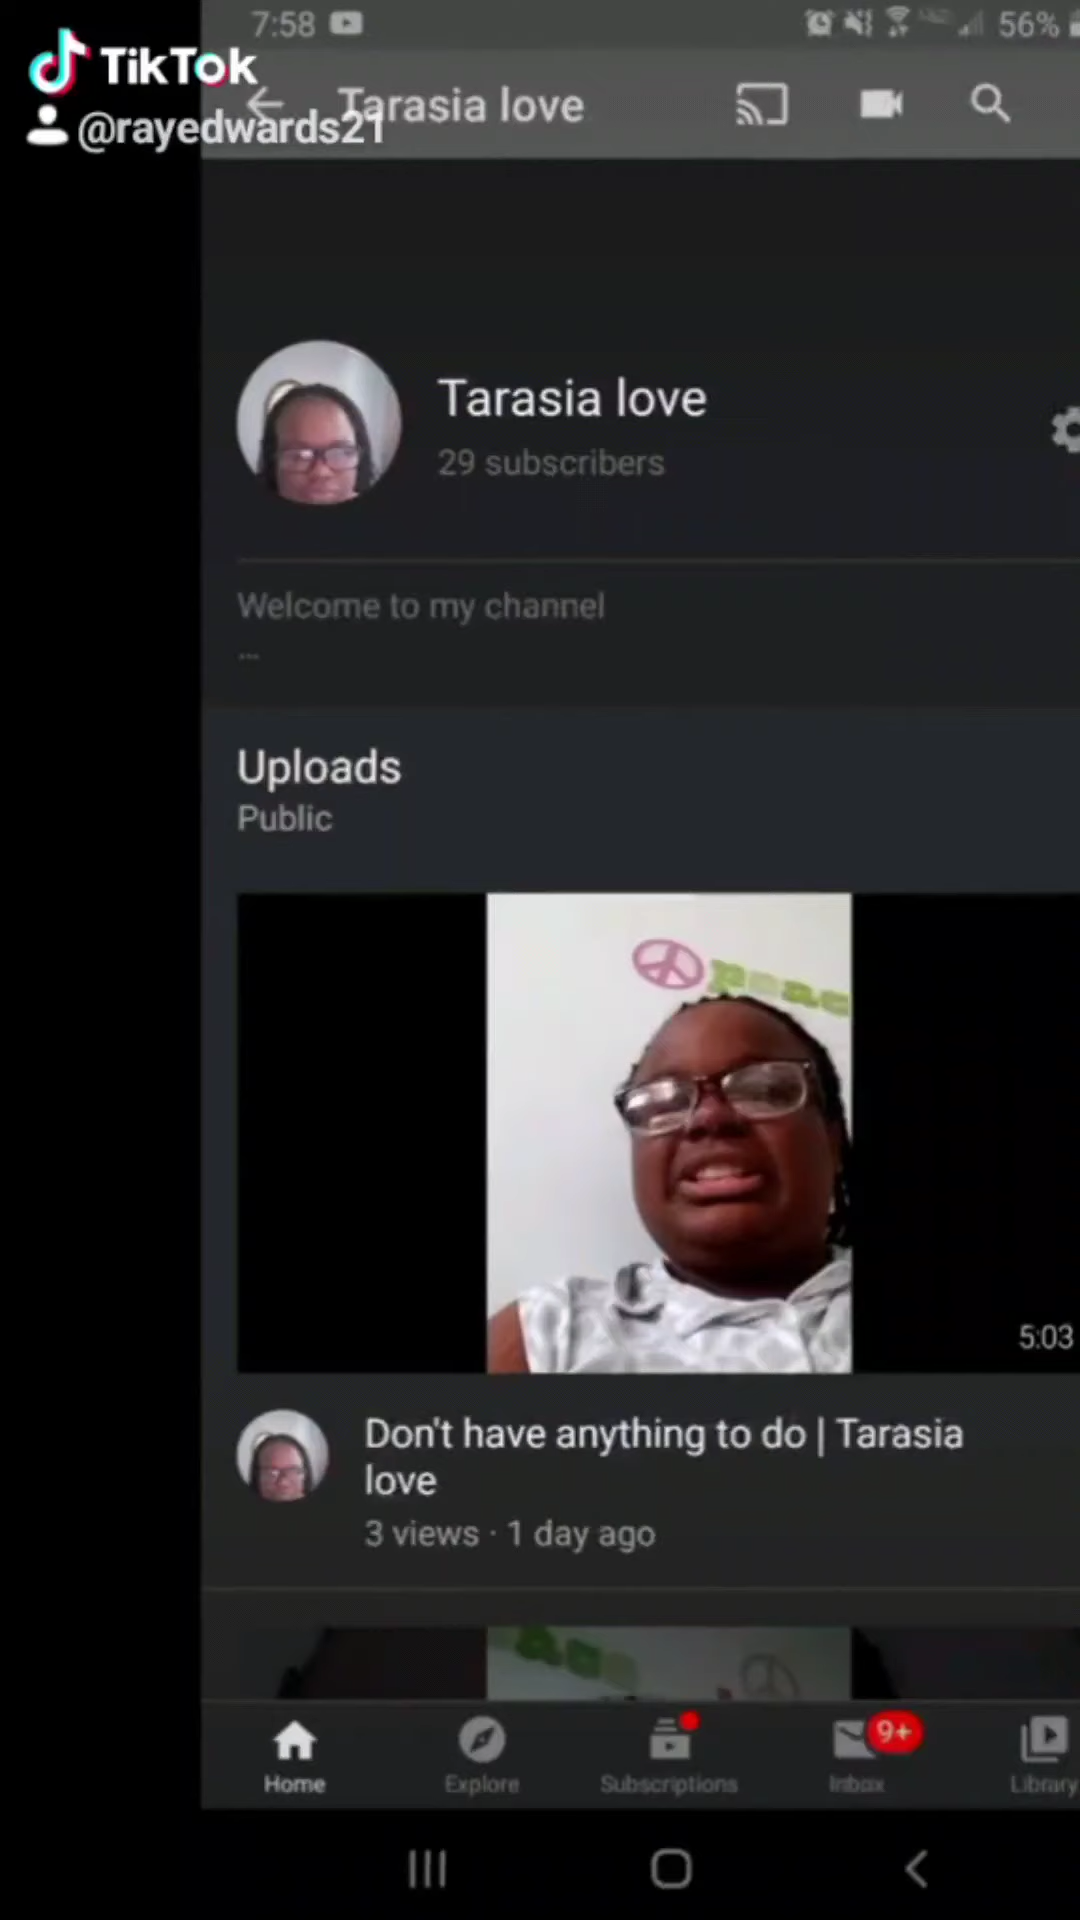 7:58
56%
TikTok
@rayedwards21
Tarasia love
Tarasia love
29 subscribers
Welcome to my channel
...
Uploads
Public
peac
5:03
Don't have anything to do | Tarasia
love
3 views · 1 day ago
Home
Explore
Subscriptions
9+
Inbox
Library